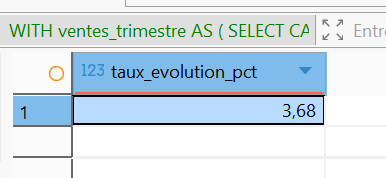 WITH ventes_trimestre AS ( SELECT CA
Entre
123 taux_evolution_pct
1
3,68